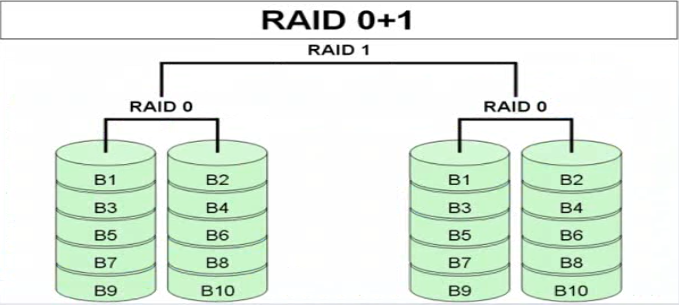 RAID 0+1
RAID 1
RAID 0 RAID 0
B1 B2 B1 B2
B3 B4 B3 B4
B5 B6 B5 B6
B7 B8 B7 B8
B9 B10 B9 B10